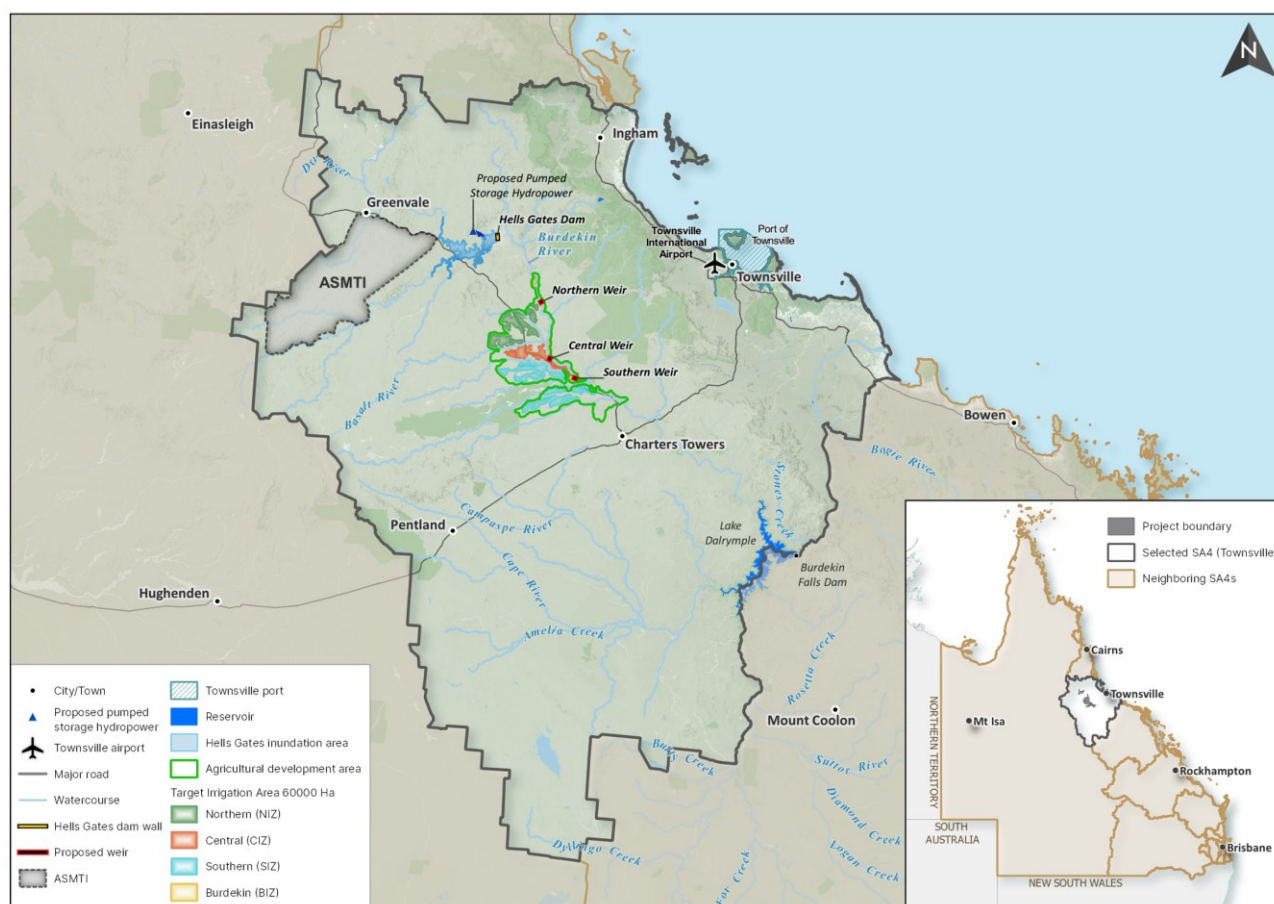 N
Einasleigh
Ingham
Proposed Pumped
Storage Hydropower
Greenvale
Hells Gates Dam
Burdekin
River
Townsville
International
Airport
Port of
Townsville
Townsville
ASMTI
Northern Weir
Central Weir
Southern Weir
Basalt River
Charters Towers
Bowen
Bogie River
Stones Creek
Pentland
Campaspe River
Lake
Dalrymple
Burdekin
Falls Dam
Hughenden
Cape River
Amelia Creek
Rosetta Creek
Mount Coolon
Bully Creek
Suttor River
Diamond Creek
Logan Creek
City/Town
Proposed pumped
storage hydropower
Townsville airport
Major road
Watercourse
Hells Gates dam wall
Proposed weir
ASMTI
Townsville port
Reservoir
Hells Gates inundation area
Agricultural development area
Target Irrigation Area 60000 Ha
Northern (NIZ)
Central (CIZ)
Southern (SIZ)
Burdekin (BIZ)
Project boundary
Selected SA4 (Townsville
Neighboring SA4s
Cairns
Townsville
Mt Isa
NORTHERN TERRITORY
Rockhampton
SOUTH
AUSTRALIA
Brisbane
NEW SOUTH WALES